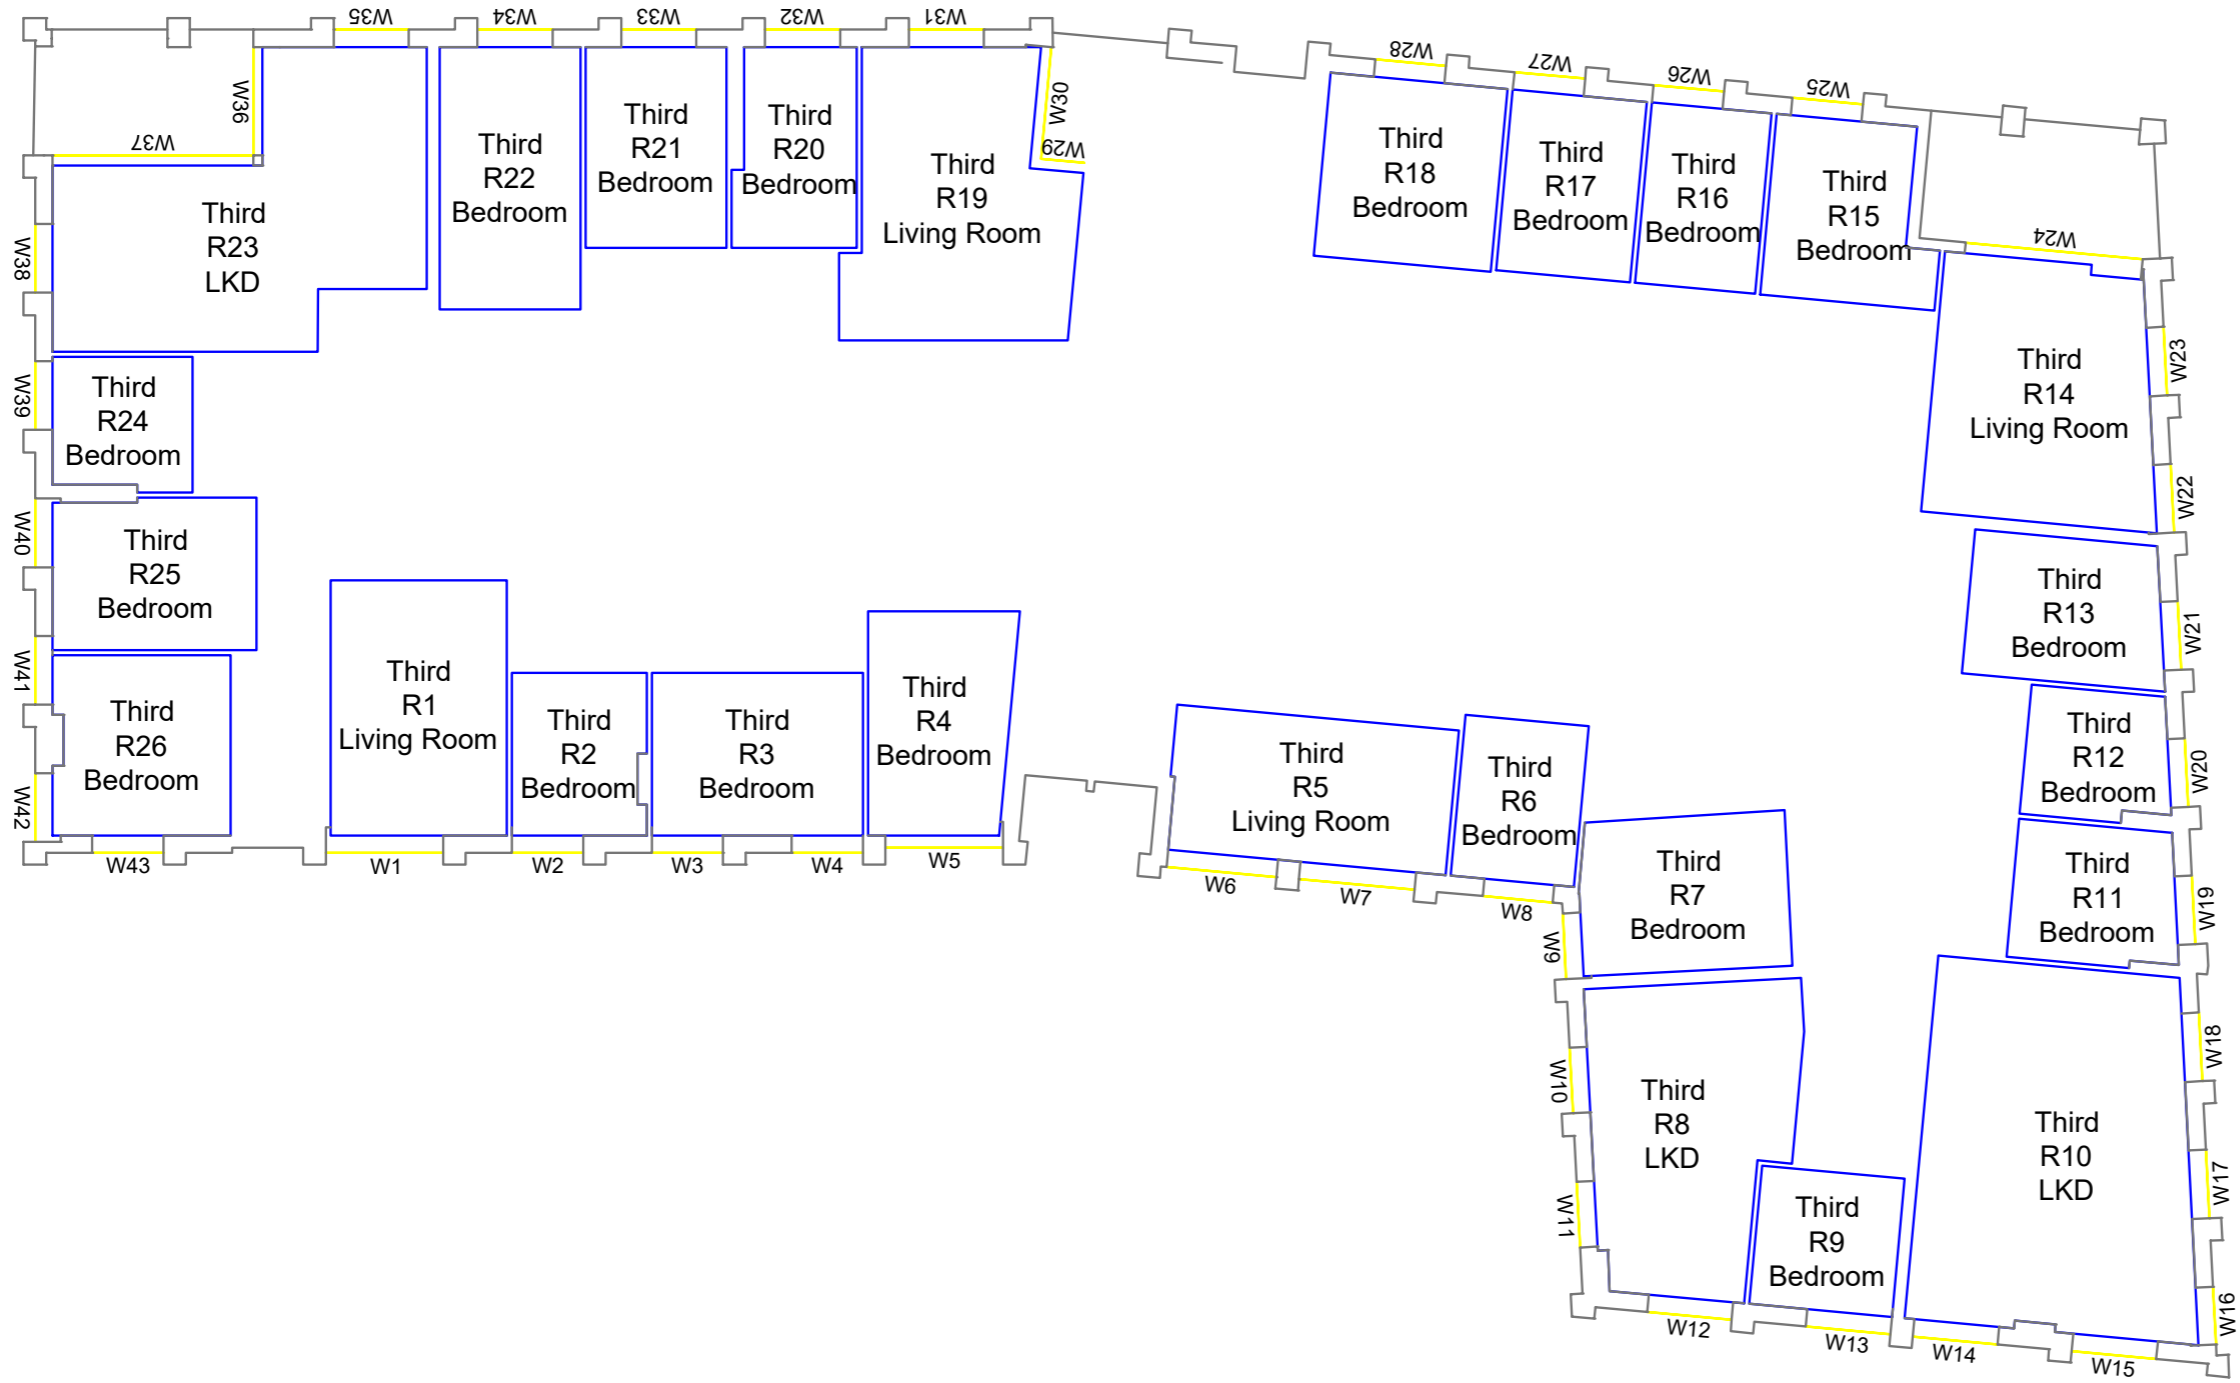 W35
W34
W33
W32
W31
W28
W27
W26
W25
W36
W37
W30
W29
W24
Third
R22
Bedroom
Third
R21
Bedroom
Third
R20
Bedroom
Third
R19
Living Room
Third
R18
Bedroom
Third
R17
Bedroom
Third
R16
Bedroom
Third
R15
Bedroom
Third
R23
LKD
W38
W39
Third
R24
Bedroom
W23
Third
R14
Living Room
W22
W40
Third
R25
Bedroom
W21
Third
R13
Bedroom
W41
Third
R26
Bedroom
W42
W43
Third
R1
Living Room
Third
R2
Bedroom
Third
R3
Bedroom
Third
R4
Bedroom
W1
W2
W3
W4
W5
Third
R5
Living Room
Third
R6
Bedroom
W6
W7
W8
W9
Third
R7
Bedroom
Third
R12
Bedroom
W20
Third
R11
Bedroom
W19
W10
Third
R8
LKD
W11
Third
R9
Bedroom
Third
R10
LKD
W18
W17
W16
W12
W13
W14
W15